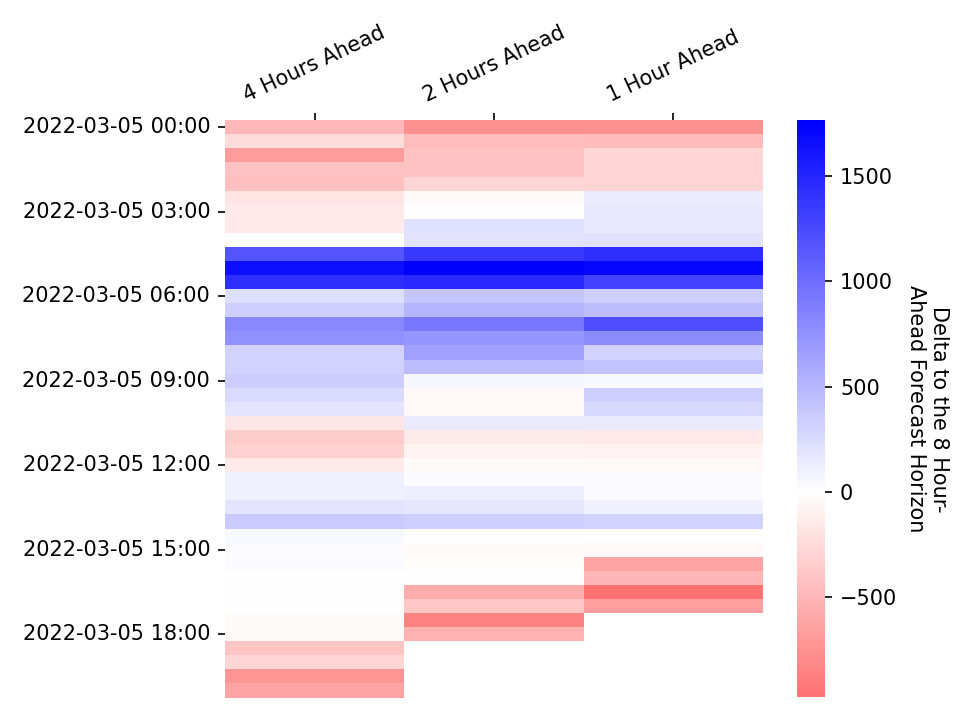 4 Hours Ahead
2 Hours Ahead
1 Hour Ahead
2022-03-05 00:00
2022-03-05 03:00
2022-03-05 06:00
2022-03-05 09:00
2022-03-05 12:00
2022-03-05 15:00
2022-03-05 18:00
1500
1000
500
0
−500
Delta to the 8 Hour-
Ahead Forecast Horizon